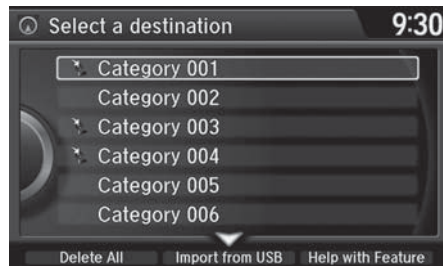 Select a destination
9:30
Category 001
Category 002
Category 003
Category 004
Category 005
Category 006
Delete All
Import from USB
Help with Feature